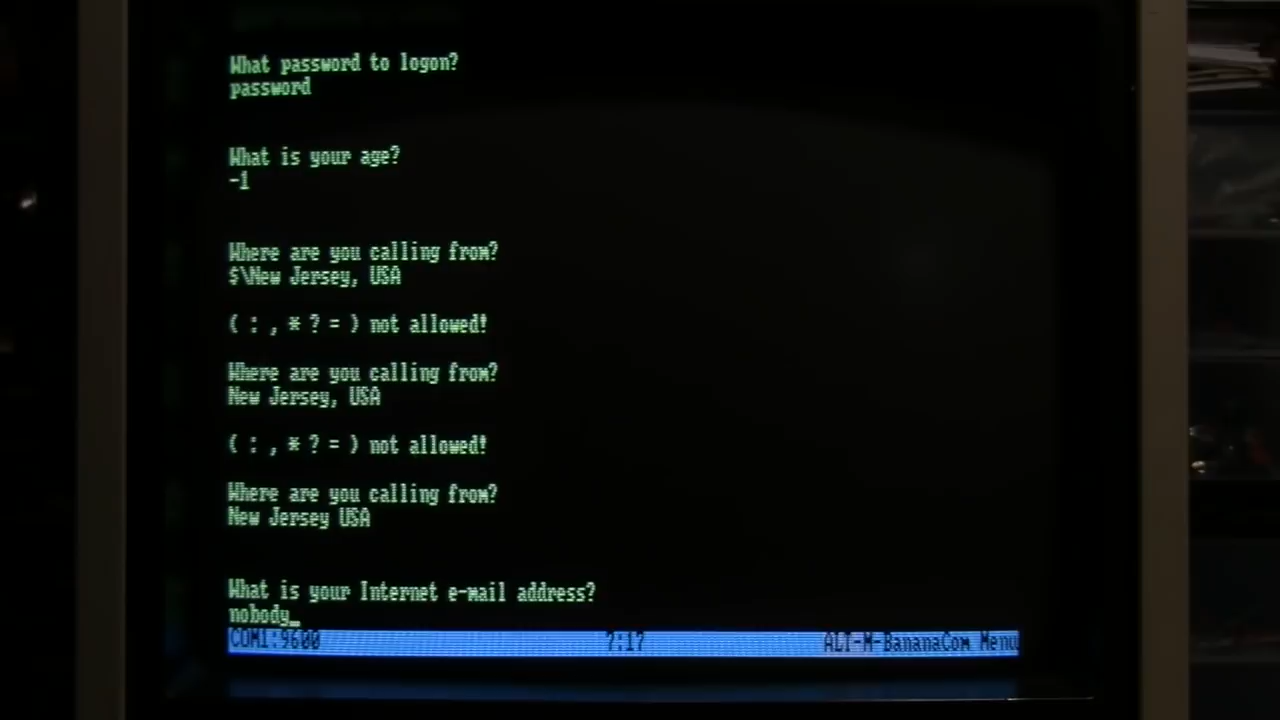 What password to logon?
password
What is your age?
-1
Where are you calling from?
$\New Jersey, USA
( : , * ? = ) not allowed!
Where are you calling from?
New Jersey, USA
( : , * ? = ) not allowed!
Where are you calling from?
New Jersey USA
What is your Internet e-mail address?
nobody_
COM1:9600 7:17 ALT-M-BananaCom Menu